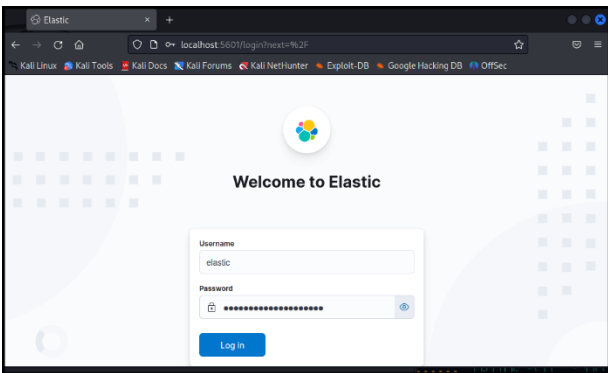 Elastic
localhost:5601/login?next=%2F
Kali Linux Kali Tools Kali Docs Kali Forums Kali NetHunter Exploit-DB Google Hacking DB OffSec
Welcome to Elastic
Username
elastic
Password
••••••••••••••••••••
Log in